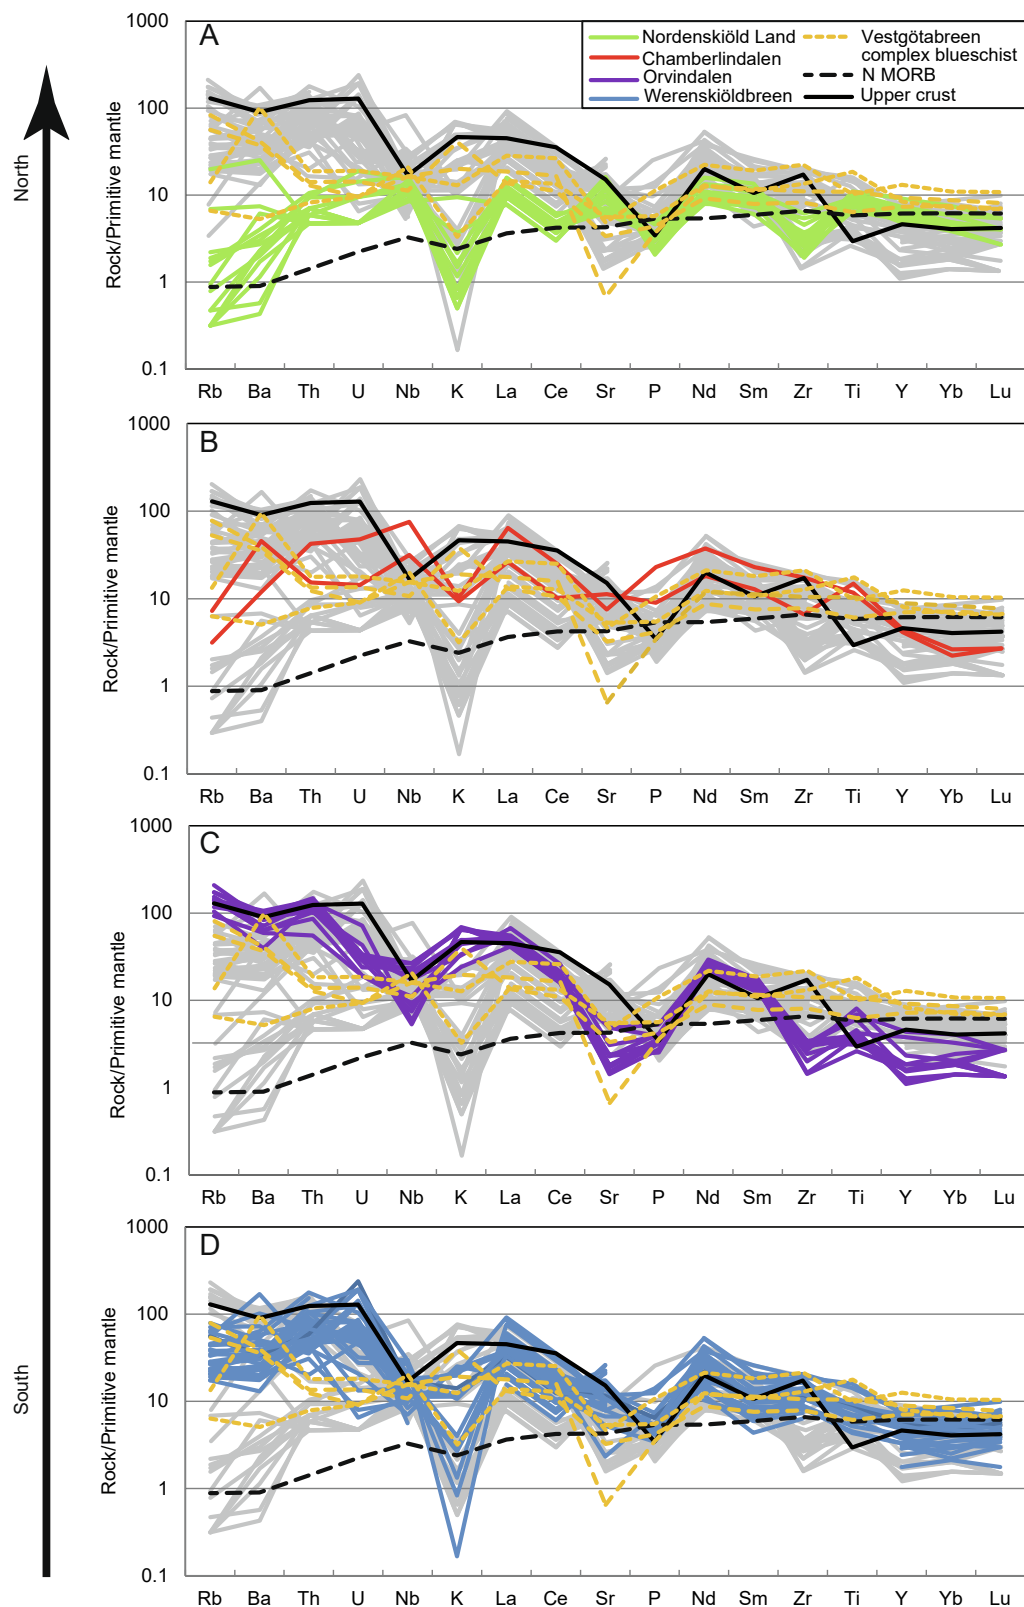 North
South
A
Nordenskiöld Land
Chamberlindalen
Orvindalen
Werenskiöldbreen
Vestgötabreen
complex blueschist
N MORB
Upper crust
Rock/Primitive mantle
1000
100
10
1
0.1
Rb Ba Th U Nb K La Ce Sr P Nd Sm Zr Ti Y Yb Lu
B
Rock/Primitive mantle
1000
100
10
1
0.1
Rb Ba Th U Nb K La Ce Sr P Nd Sm Zr Ti Y Yb Lu
C
Rock/Primitive mantle
1000
100
10
1
0.1
Rb Ba Th U Nb K La Ce Sr P Nd Sm Zr Ti Y Yb Lu
D
Rock/Primitive mantle
1000
100
10
1
0.1
Rb Ba Th U Nb K La Ce Sr P Nd Sm Zr Ti Y Yb Lu